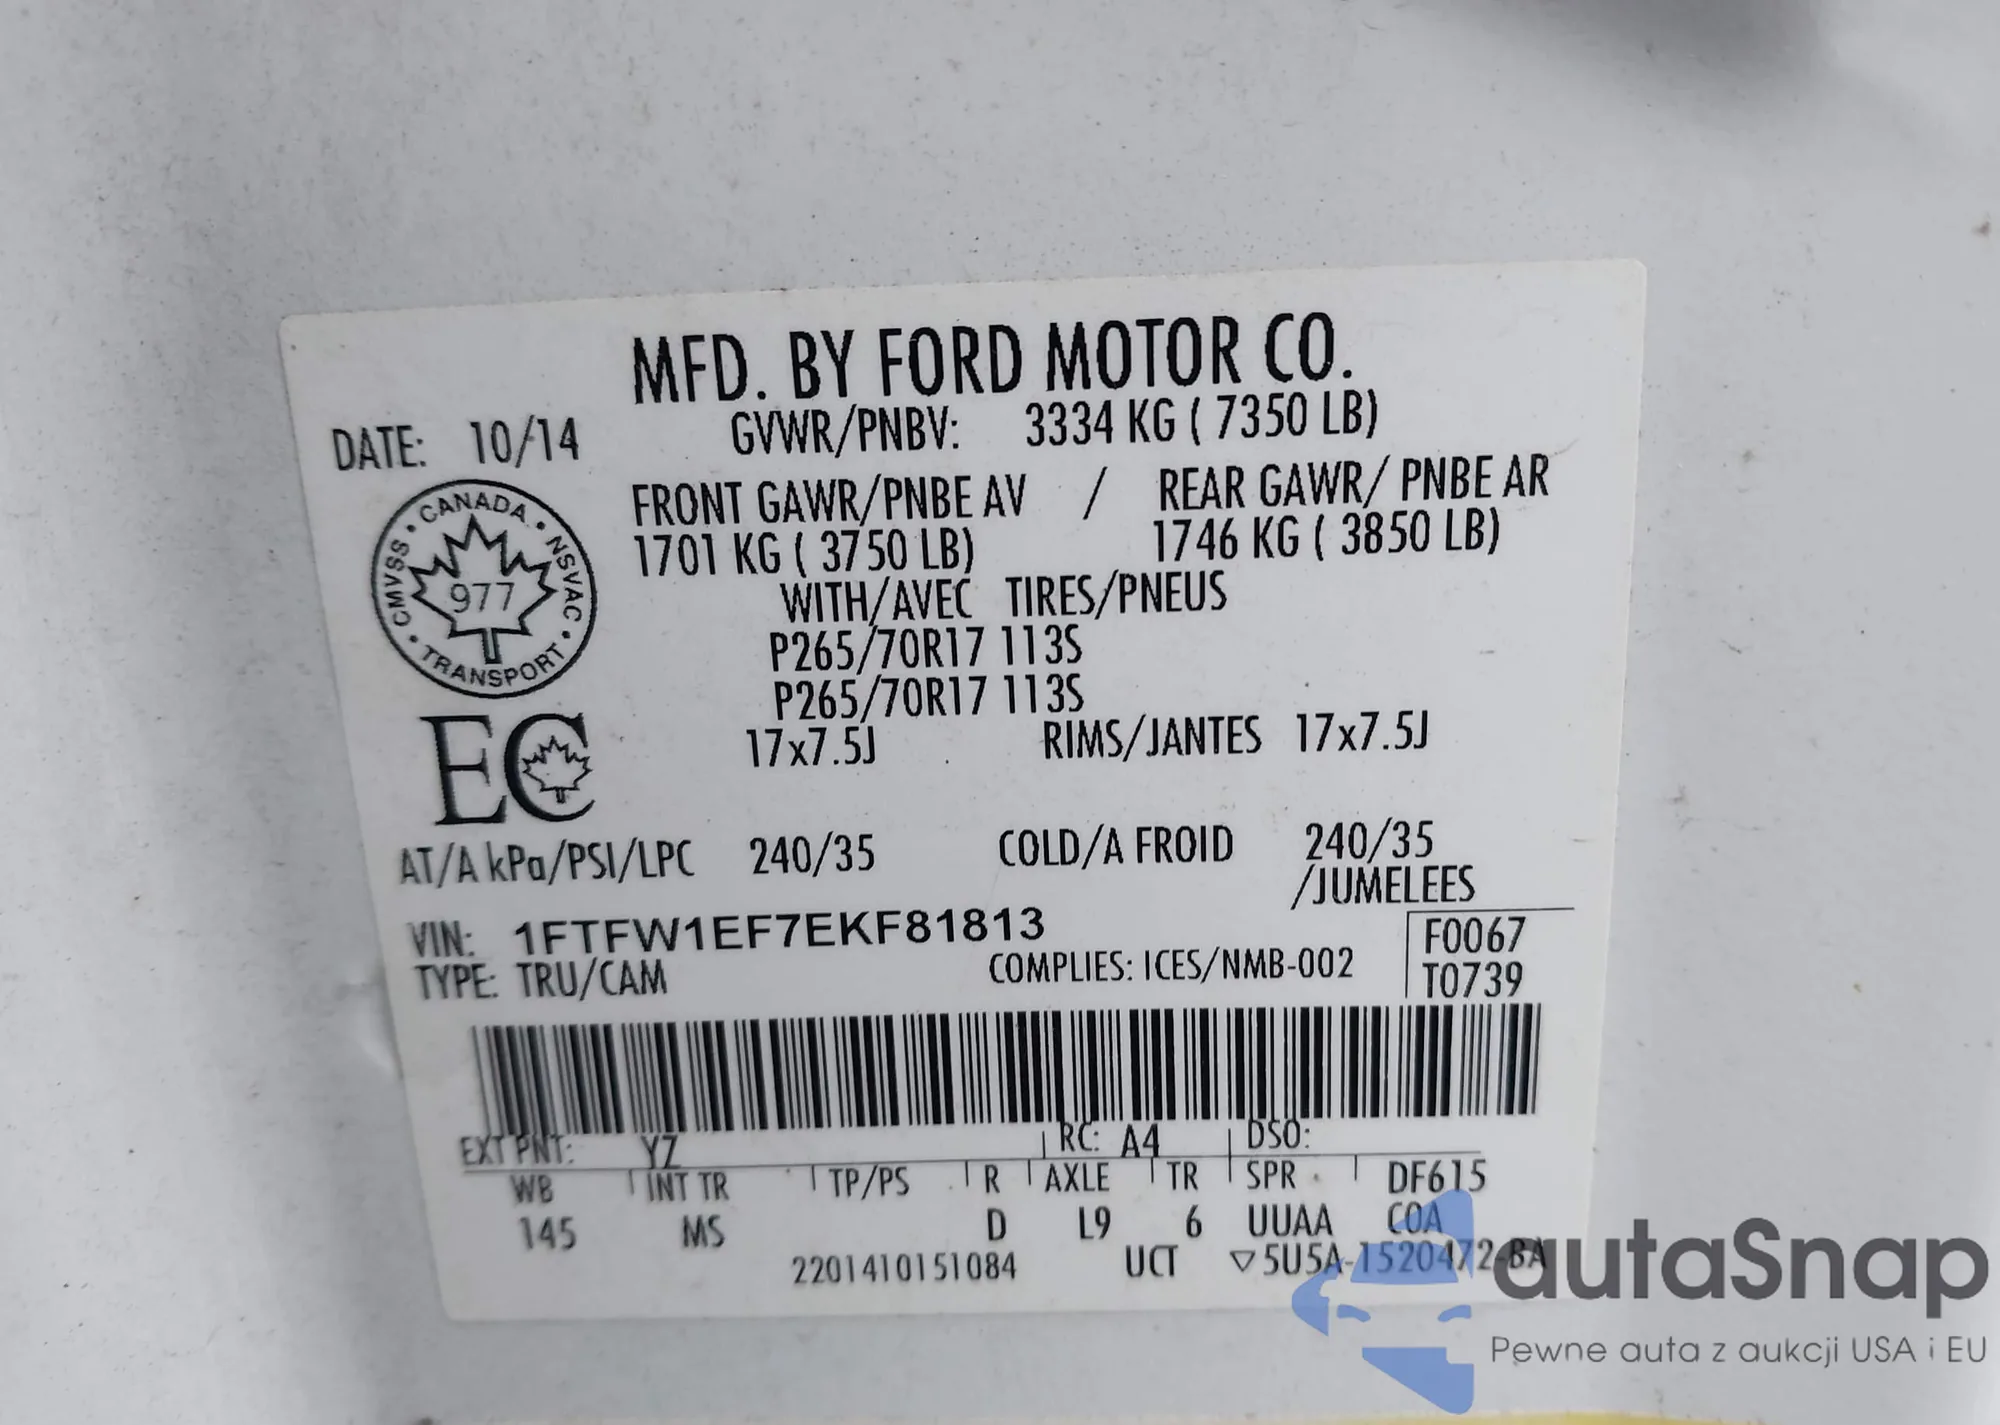 MFD. BY FORD MOTOR CO.
DATE: 10/14
GVWR/PNBV: 3334 KG ( 7350 LB)
FRONT GAWR/PNBE AV / REAR GAWR/ PNBE AR
1701 KG ( 3750 LB) 1746 KG ( 3850 LB)
WITH/AVEC TIRES/PNEUS
P265/70R17 113S
P265/70R17 113S
17x7.5J RIMS/JANTES 17x7.5J
CANADA · NSVAC · TRANSPORT · CMVSS ·
977
EC
AT/A kPa/PSI/LPC 240/35 COLD/A FROID 240/35
/JUMELEES
VIN: 1FTFW1EF7EKF81813
TYPE: TRU/CAM COMPLIES: ICES/NMB-002
F0067
T0739
EXT PNT: YZ RC: A4 DSO:
WB INT TR TP/PS R AXLE TR SPR DF615
145 MS D L9 6 UUAA COA
2201410151084 UCT ▽5U5A-1520472-BA
autaSnap
Pewne auta z aukcji USA i EU